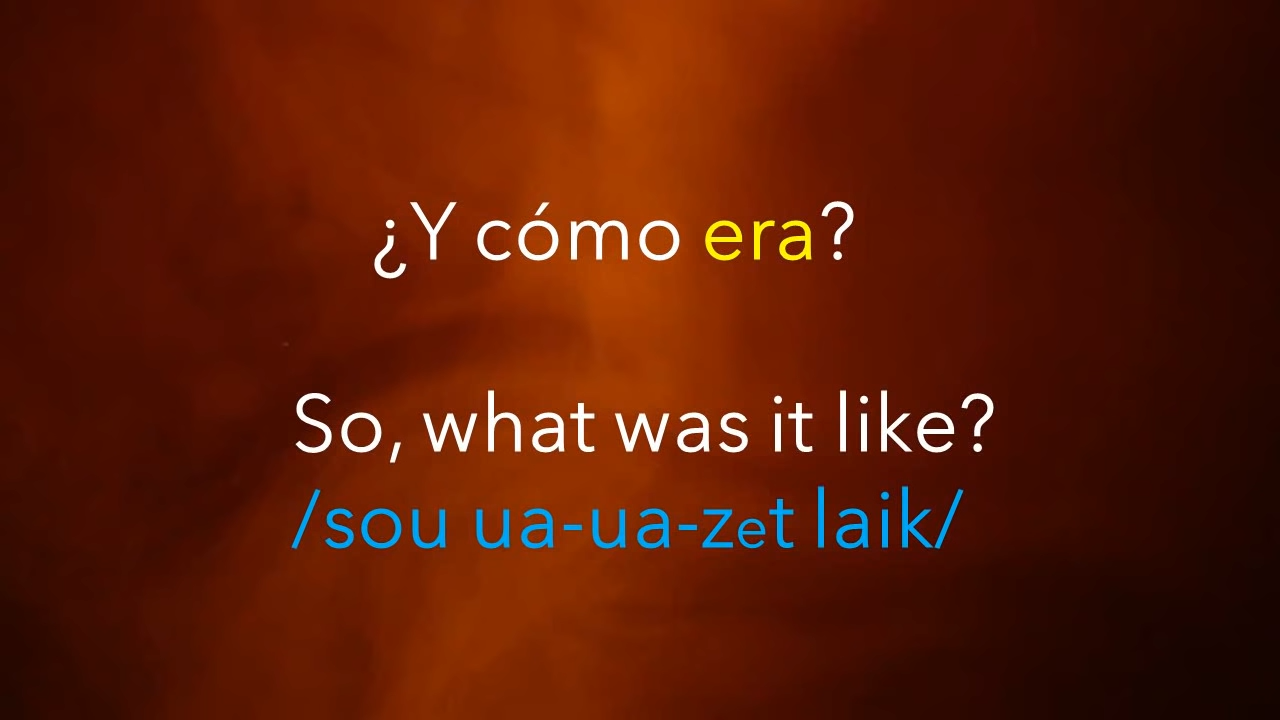 ¿Y cómo era?
So, what was it like?
/sou ua-ua-zet laik/